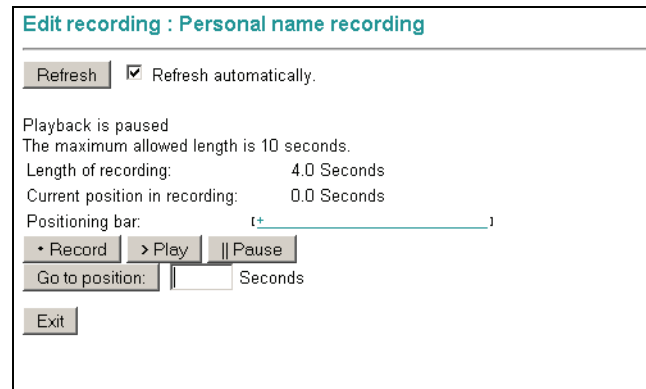 Edit recording : Personal name recording
Refresh Refresh automatically.
Playback is paused
The maximum allowed length is 10 seconds.
Length of recording: 4.0 Seconds
Current position in recording: 0.0 Seconds
Positioning bar: [+ ]
• Record > Play || Pause
Go to position: Seconds
Exit